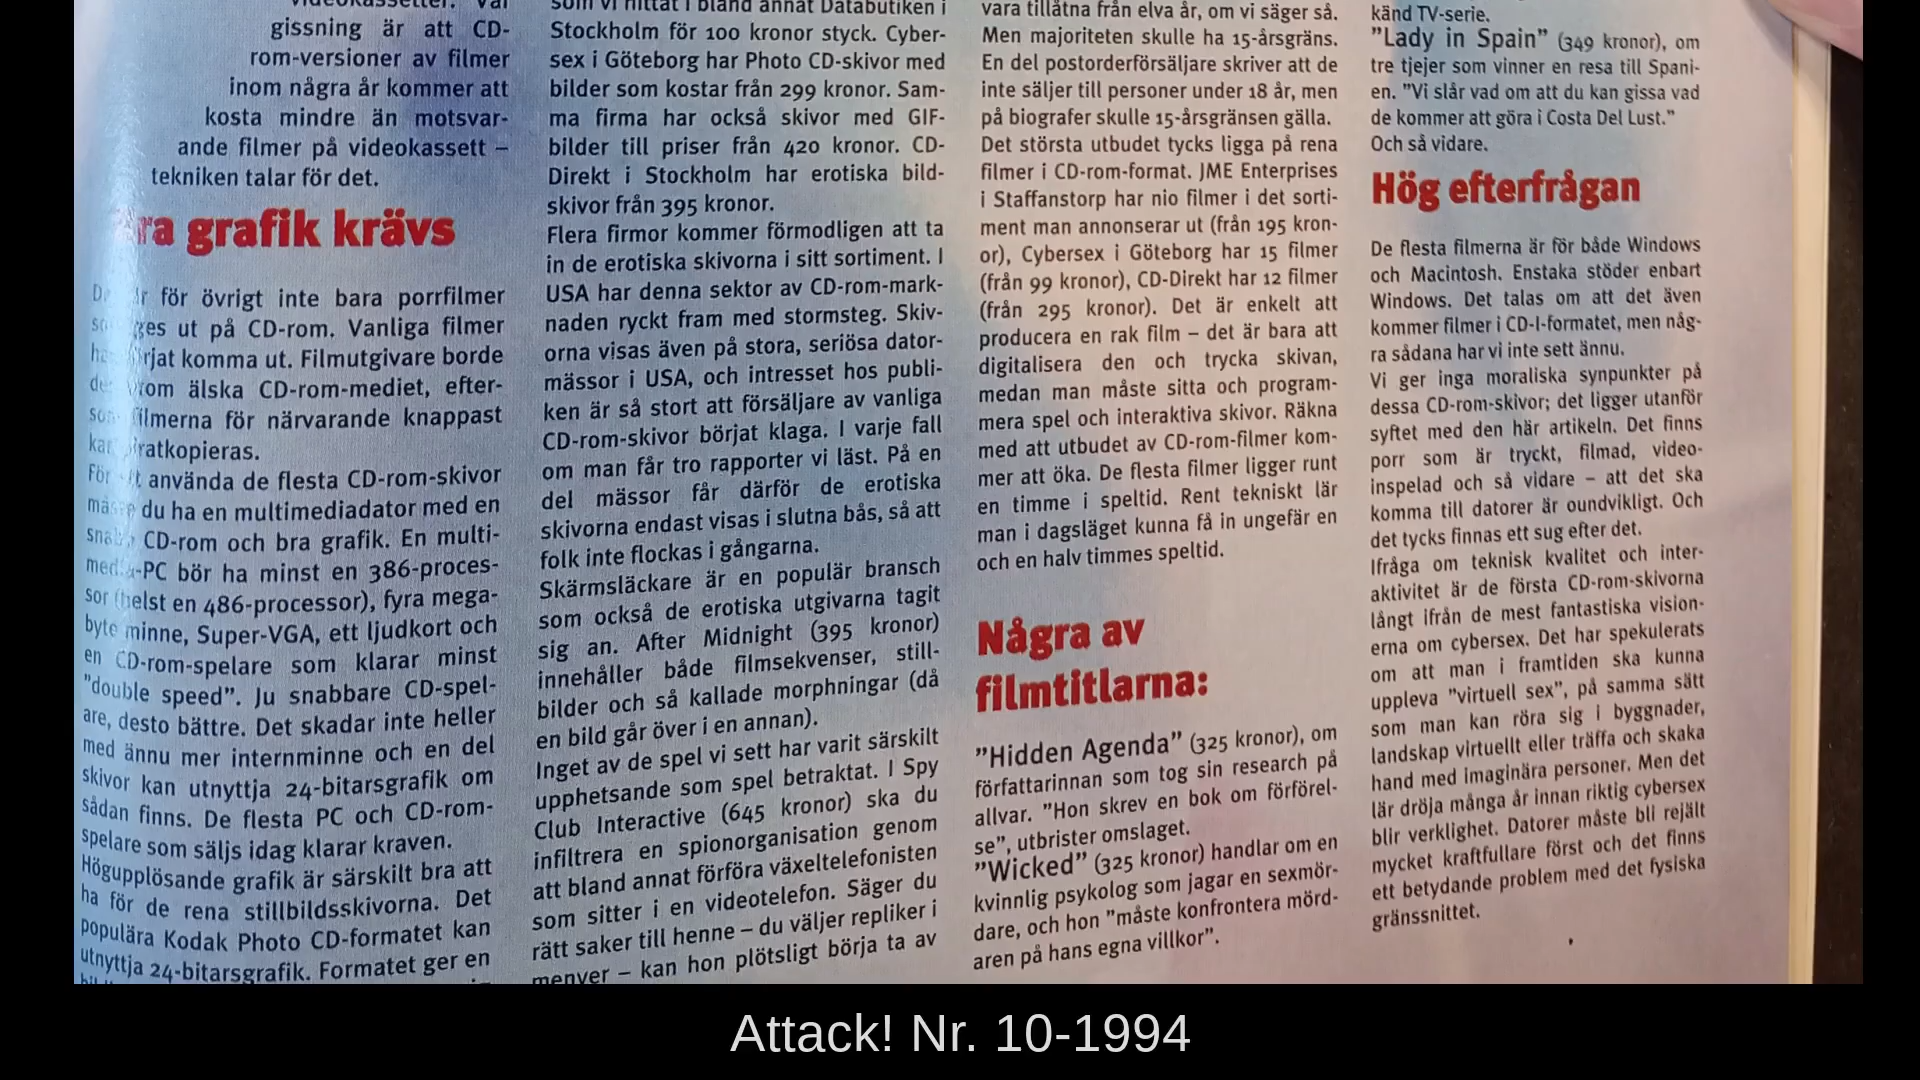 gissning är att CD-
rom-versioner av filmer
inom några år kommer att
kosta mindre än motsvar-
ande filmer på videokassett –
tekniken talar för det.
grafik krävs
för övrigt inte bara porrfilmer
ut på CD-rom. Vanliga filmer
komma ut. Filmutgivare borde
älska CD-rom-mediet, efter-
filmerna för närvarande knappast
För att använda de flesta CD-rom-skivor
måste du ha en multimediadator med en
snabb CD-rom och bra grafik. En multi-
media-PC bör ha minst en 386-proces-
sor (helst en 486-processor), fyra mega-
byte minne, Super-VGA, ett ljudkort och
en CD-rom-spelare som klarar minst
"double speed". Ju snabbare CD-spel-
are, desto bättre. Det skadar inte heller
med ännu mer internminne och en del
skivor kan utnyttja 24-bitarsgrafik om
sådan finns. De flesta PC och CD-rom-
spelare som säljs idag klarar kraven.
Högupplösande grafik är särskilt bra att
ha för de rena stillbildsskivorna. Det
populära Kodak Photo CD-formatet kan
utnyttja 24-bitarsgrafik. Formatet ger en
som vi hittat i bland annat Databutiken i
Stockholm för 100 kronor styck. Cyber-
sex i Göteborg har Photo CD-skivor med
bilder som kostar från 299 kronor. Sam-
ma firma har också skivor med GIF-
bilder till priser från 420 kronor. CD-
Direkt i Stockholm har erotiska bild-
skivor från 395 kronor.
Flera firmor kommer förmodligen att ta
in de erotiska skivorna i sitt sortiment. I
USA har denna sektor av CD-rom-mark-
naden ryckt fram med stormsteg. Skiv-
orna visas även på stora, seriösa dator-
mässor i USA, och intresset hos publi-
ken är så stort att försäljare av vanliga
CD-rom-skivor börjat klaga. I varje fall
om man får tro rapporter vi läst. På en
del mässor får därför de erotiska
skivorna endast visas i slutna bås, så att
folk inte flockas i gångarna.
Skärmsläckare är en populär bransch
som också de erotiska utgivarna tagit
sig an. After Midnight (395 kronor)
innehåller både filmsekvenser, still-
bilder och så kallade morphningar (då
en bild går över i en annan).
Inget av de spel vi sett har varit särskilt
upphetsande som spel betraktat. I Spy
Club Interactive (645 kronor) ska du
infiltrera en spionorganisation genom
att bland annat förföra växeltelefonisten
som sitter i en videotelefon. Säger du
rätt saker till henne – du väljer repliker i
menyer – kan hon plötsligt börja ta av
vara tillåtna från elva år, om vi säger så.
Men majoriteten skulle ha 15-årsgräns.
En del postorderförsäljare skriver att de
inte säljer till personer under 18 år, men
på biografer skulle 15-årsgränsen gälla.
Det största utbudet tycks ligga på rena
filmer i CD-rom-format. JME Enterprises
i Staffanstorp har nio filmer i det sorti-
ment man annonserar ut (från 195 kron-
or), Cybersex i Göteborg har 15 filmer
(från 99 kronor), CD-Direkt har 12 filmer
(från 295 kronor). Det är enkelt att
producera en rak film – det är bara att
digitalisera den och trycka skivan,
medan man måste sitta och program-
mera spel och interaktiva skivor. Räkna
med att utbudet av CD-rom-filmer kom-
mer att öka. De flesta filmer ligger runt
en timme i speltid. Rent tekniskt lär
man i dagsläget kunna få in ungefär en
och en halv timmes speltid.
Några av
filmtitlarna:
"Hidden Agenda" (325 kronor), om
författarinnan som tog sin research på
allvar. "Hon skrev en bok om förförel-
se", utbrister omslaget.
"Wicked" (325 kronor) handlar om en
kvinnlig psykolog som jagar en sexmör-
dare, och hon "måste konfrontera mörd-
aren på hans egna villkor".
känd TV-serie.
"Lady in Spain" (349 kronor), om
tre tjejer som vinner en resa till Spani-
en. "Vi slår vad om att du kan gissa vad
de kommer att göra i Costa Del Lust."
Och så vidare.
Hög efterfrågan
De flesta filmerna är för både Windows
och Macintosh. Enstaka stöder enbart
Windows. Det talas om att det även
kommer filmer i CD-I-formatet, men någ-
ra sådana har vi inte sett ännu.
Vi ger inga moraliska synpunkter på
dessa CD-rom-skivor; det ligger utanför
syftet med den här artikeln. Det finns
porr som är tryckt, filmad, video-
inspelad och så vidare – att det ska
komma till datorer är oundvikligt. Och
det tycks finnas ett sug efter det.
Ifråga om teknisk kvalitet och inter-
aktivitet är de första CD-rom-skivorna
långt ifrån de mest fantastiska vision-
erna om cybersex. Det har spekulerats
om att man i framtiden ska kunna
uppleva "virtuell sex", på samma sätt
som man kan röra sig i byggnader,
landskap virtuellt eller träffa och skaka
hand med imaginära personer. Men det
lär dröja många år innan riktig cybersex
blir verklighet. Datorer måste bli rejält
mycket kraftfullare först och det finns
ett betydande problem med det fysiska
gränssnittet.
Attack! Nr. 10-1994